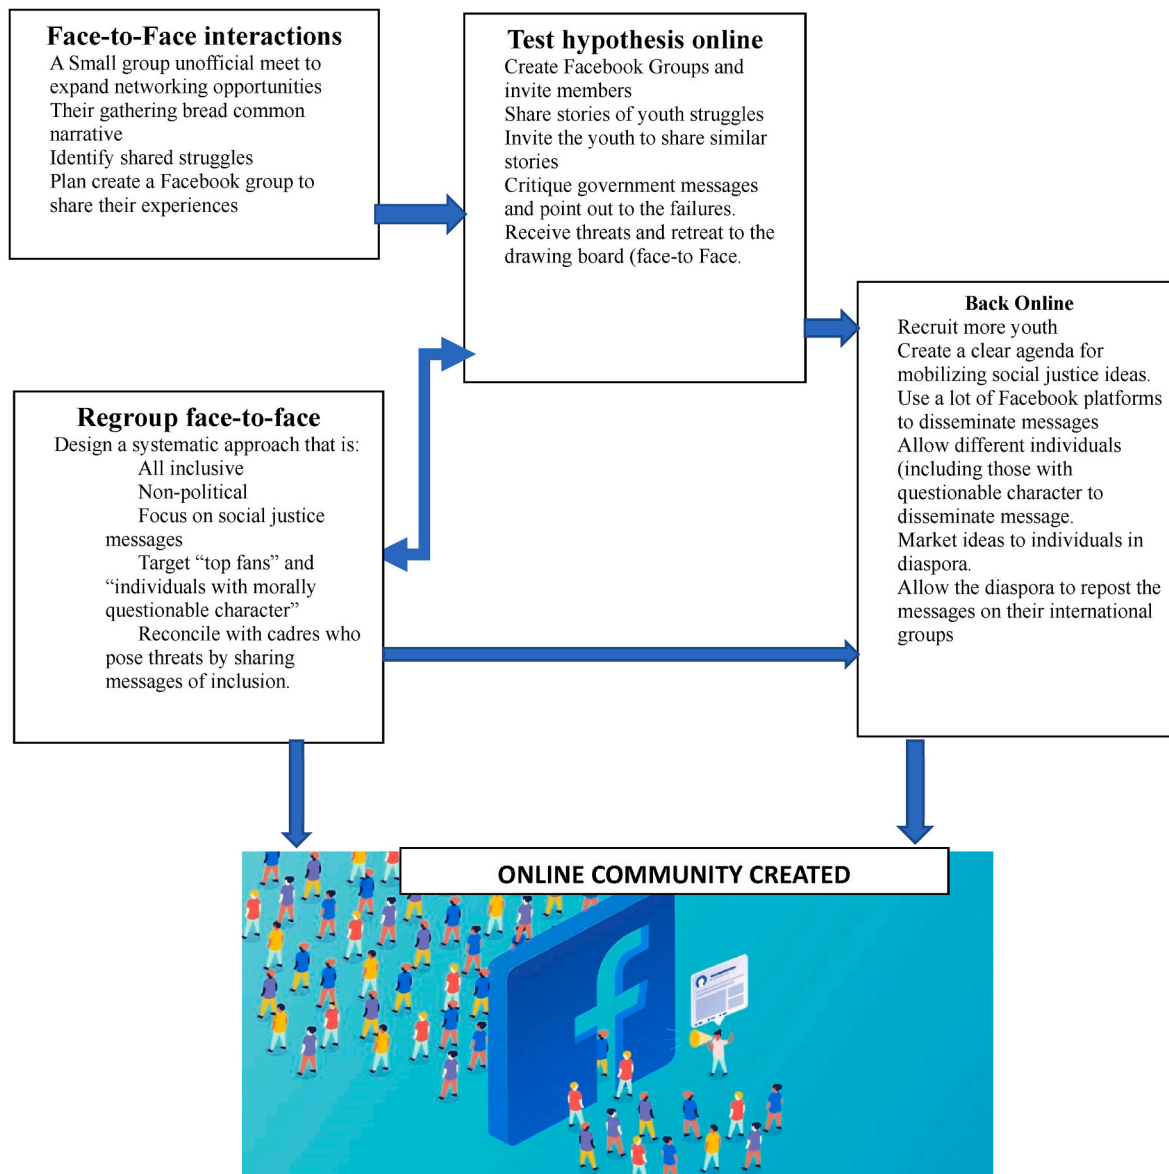 Face-to-Face interactions
A Small group unofficial meet to
expand networking opportunities
Their gathering bread common
narrative
Identify shared struggles
Plan create a Facebook group to
share their experiences
Test hypothesis online
Create Facebook Groups and
invite members
Share stories of youth struggles
Invite the youth to share similar
stories
Critique government messages
and point out to the failures.
Receive threats and retreat to the
drawing board (face-to Face.
Regroup face-to-face
Design a systematic approach that is:
All inclusive
Non-political
Focus on social justice
messages
Target “top fans” and
“individuals with morally
questionable character”
Reconcile with cadres who
pose threats by sharing
messages of inclusion.
Back Online
Recruit more youth
Create a clear agenda for
mobilizing social justice ideas.
Use a lot of Facebook platforms
to disseminate messages
Allow different individuals
(including those with
questionable character to
disseminate message.
Market ideas to individuals in
diaspora.
Allow the diaspora to repost the
messages on their international
groups
ONLINE COMMUNITY CREATED
f